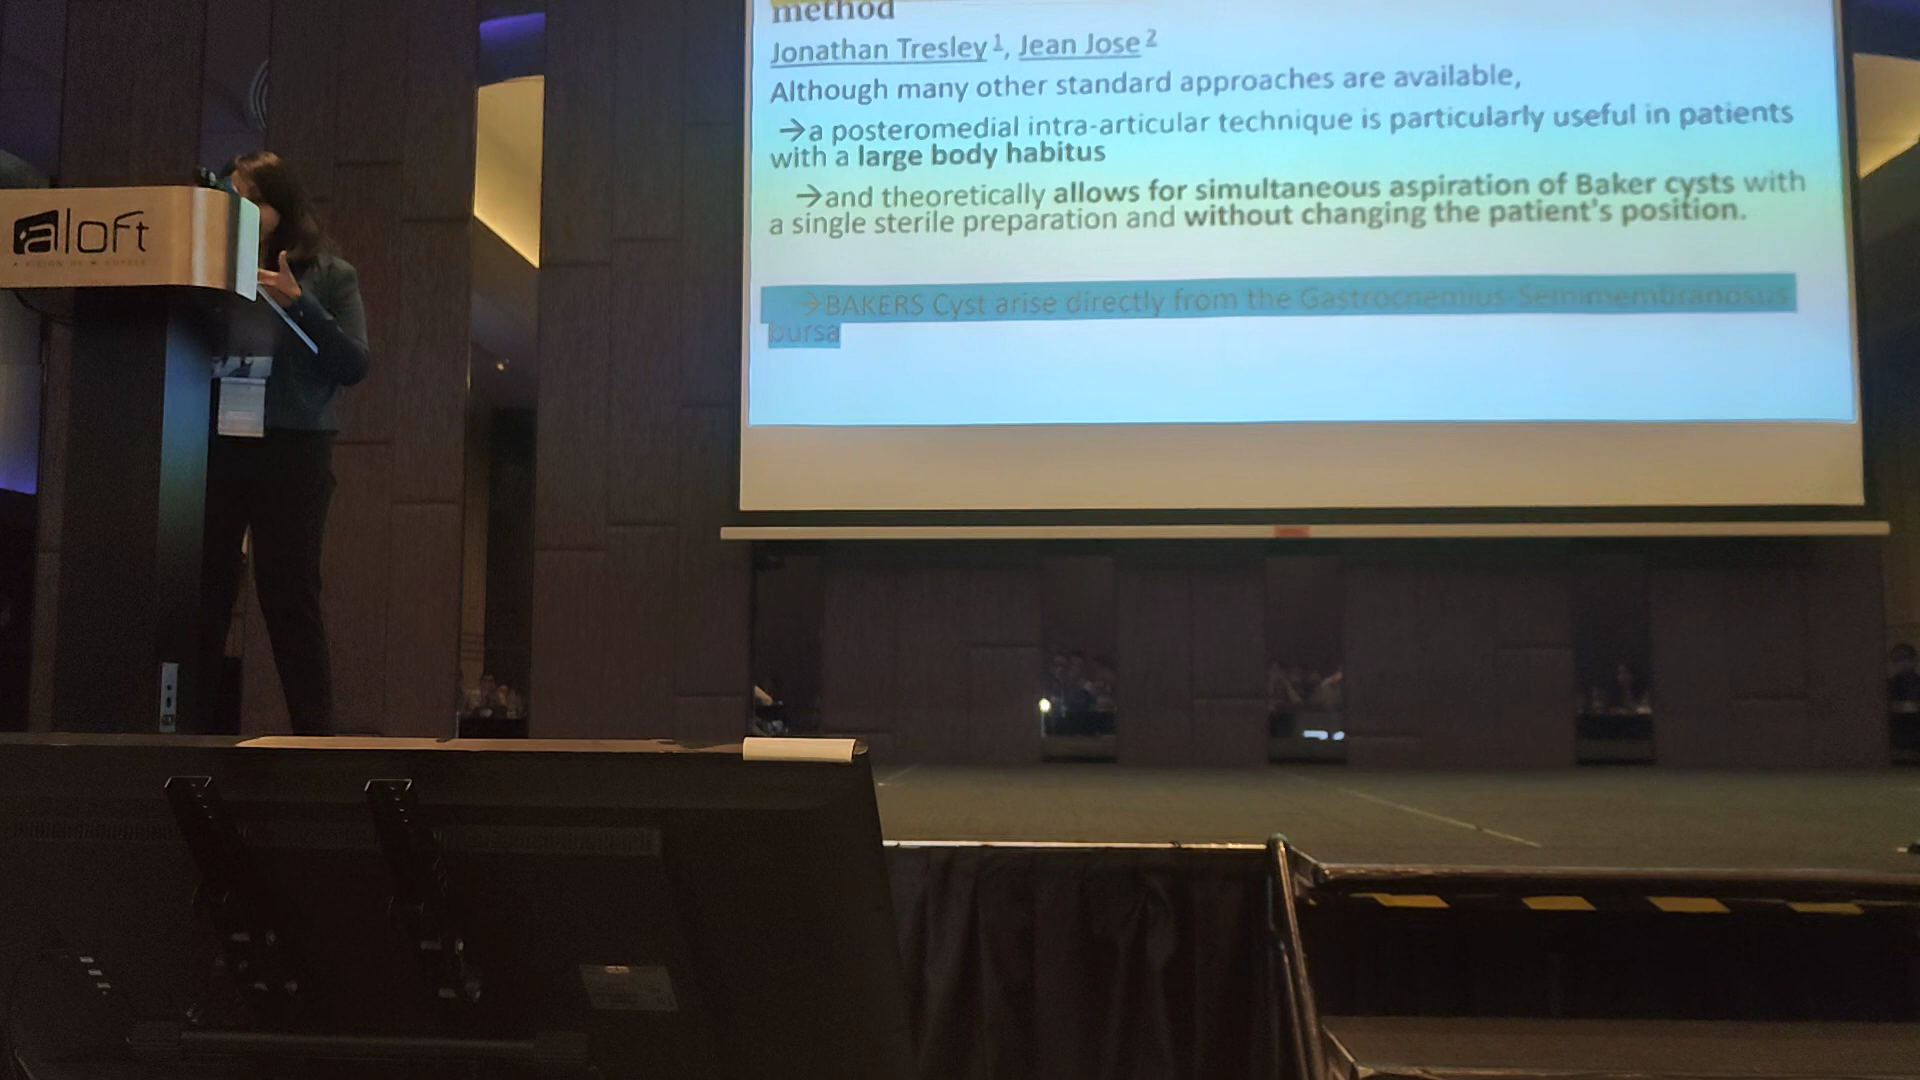 method
Jonathan Tresley 1, Jean Jose 2
Although many other standard approaches are available,
→a posteromedial intra-articular technique is particularly useful in patients
with a large body habitus
→and theoretically allows for simultaneous aspiration of Baker cysts with
a single sterile preparation and without changing the patient's position.
→BAKERS Cyst arise directly from the Gastrocnemius-Semimembranosus
bursa
aloft